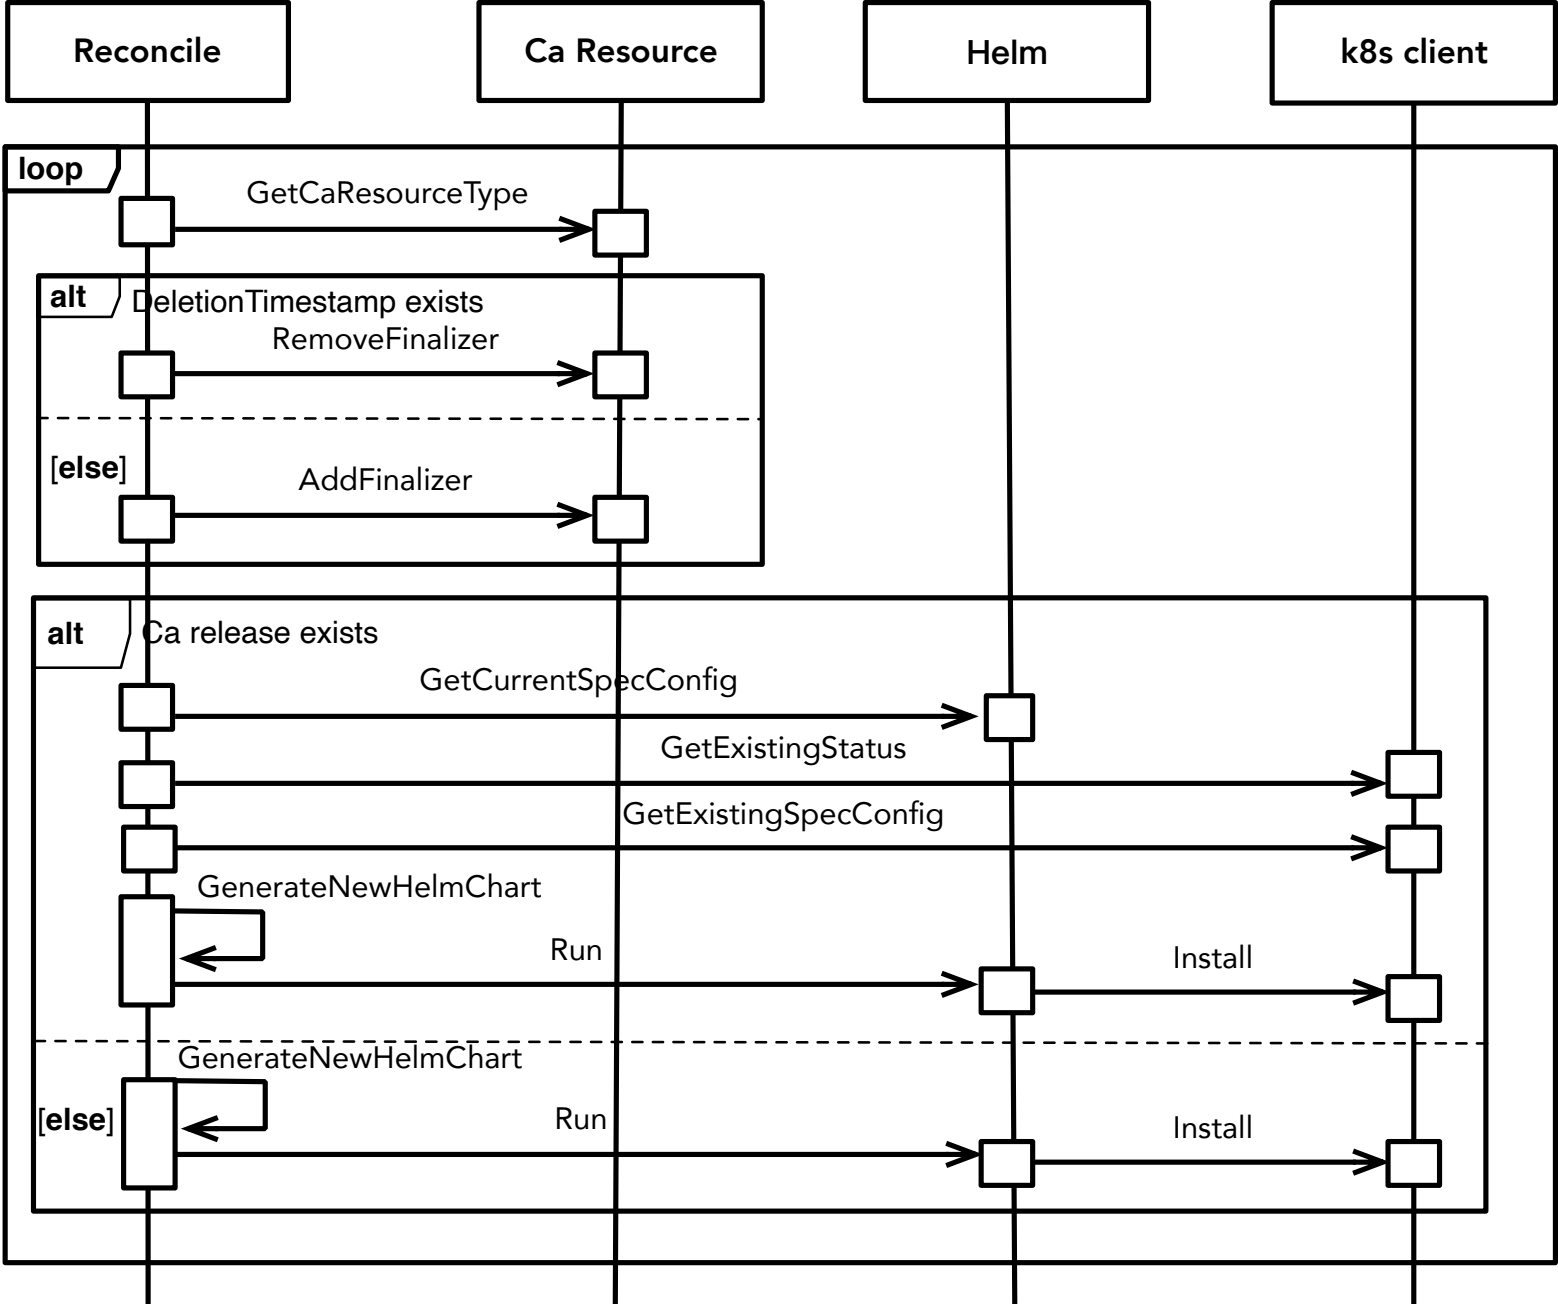 Reconcile
Ca Resource
Helm
k8s client
loop
GetCaResourceType
alt
DeletionTimestamp exists
RemoveFinalizer
[else]
AddFinalizer
alt
Ca release exists
GetCurrentSpecConfig
GetExistingStatus
GetExistingSpecConfig
GenerateNewHelmChart
Run
Install
GenerateNewHelmChart
[else]
Run
Install